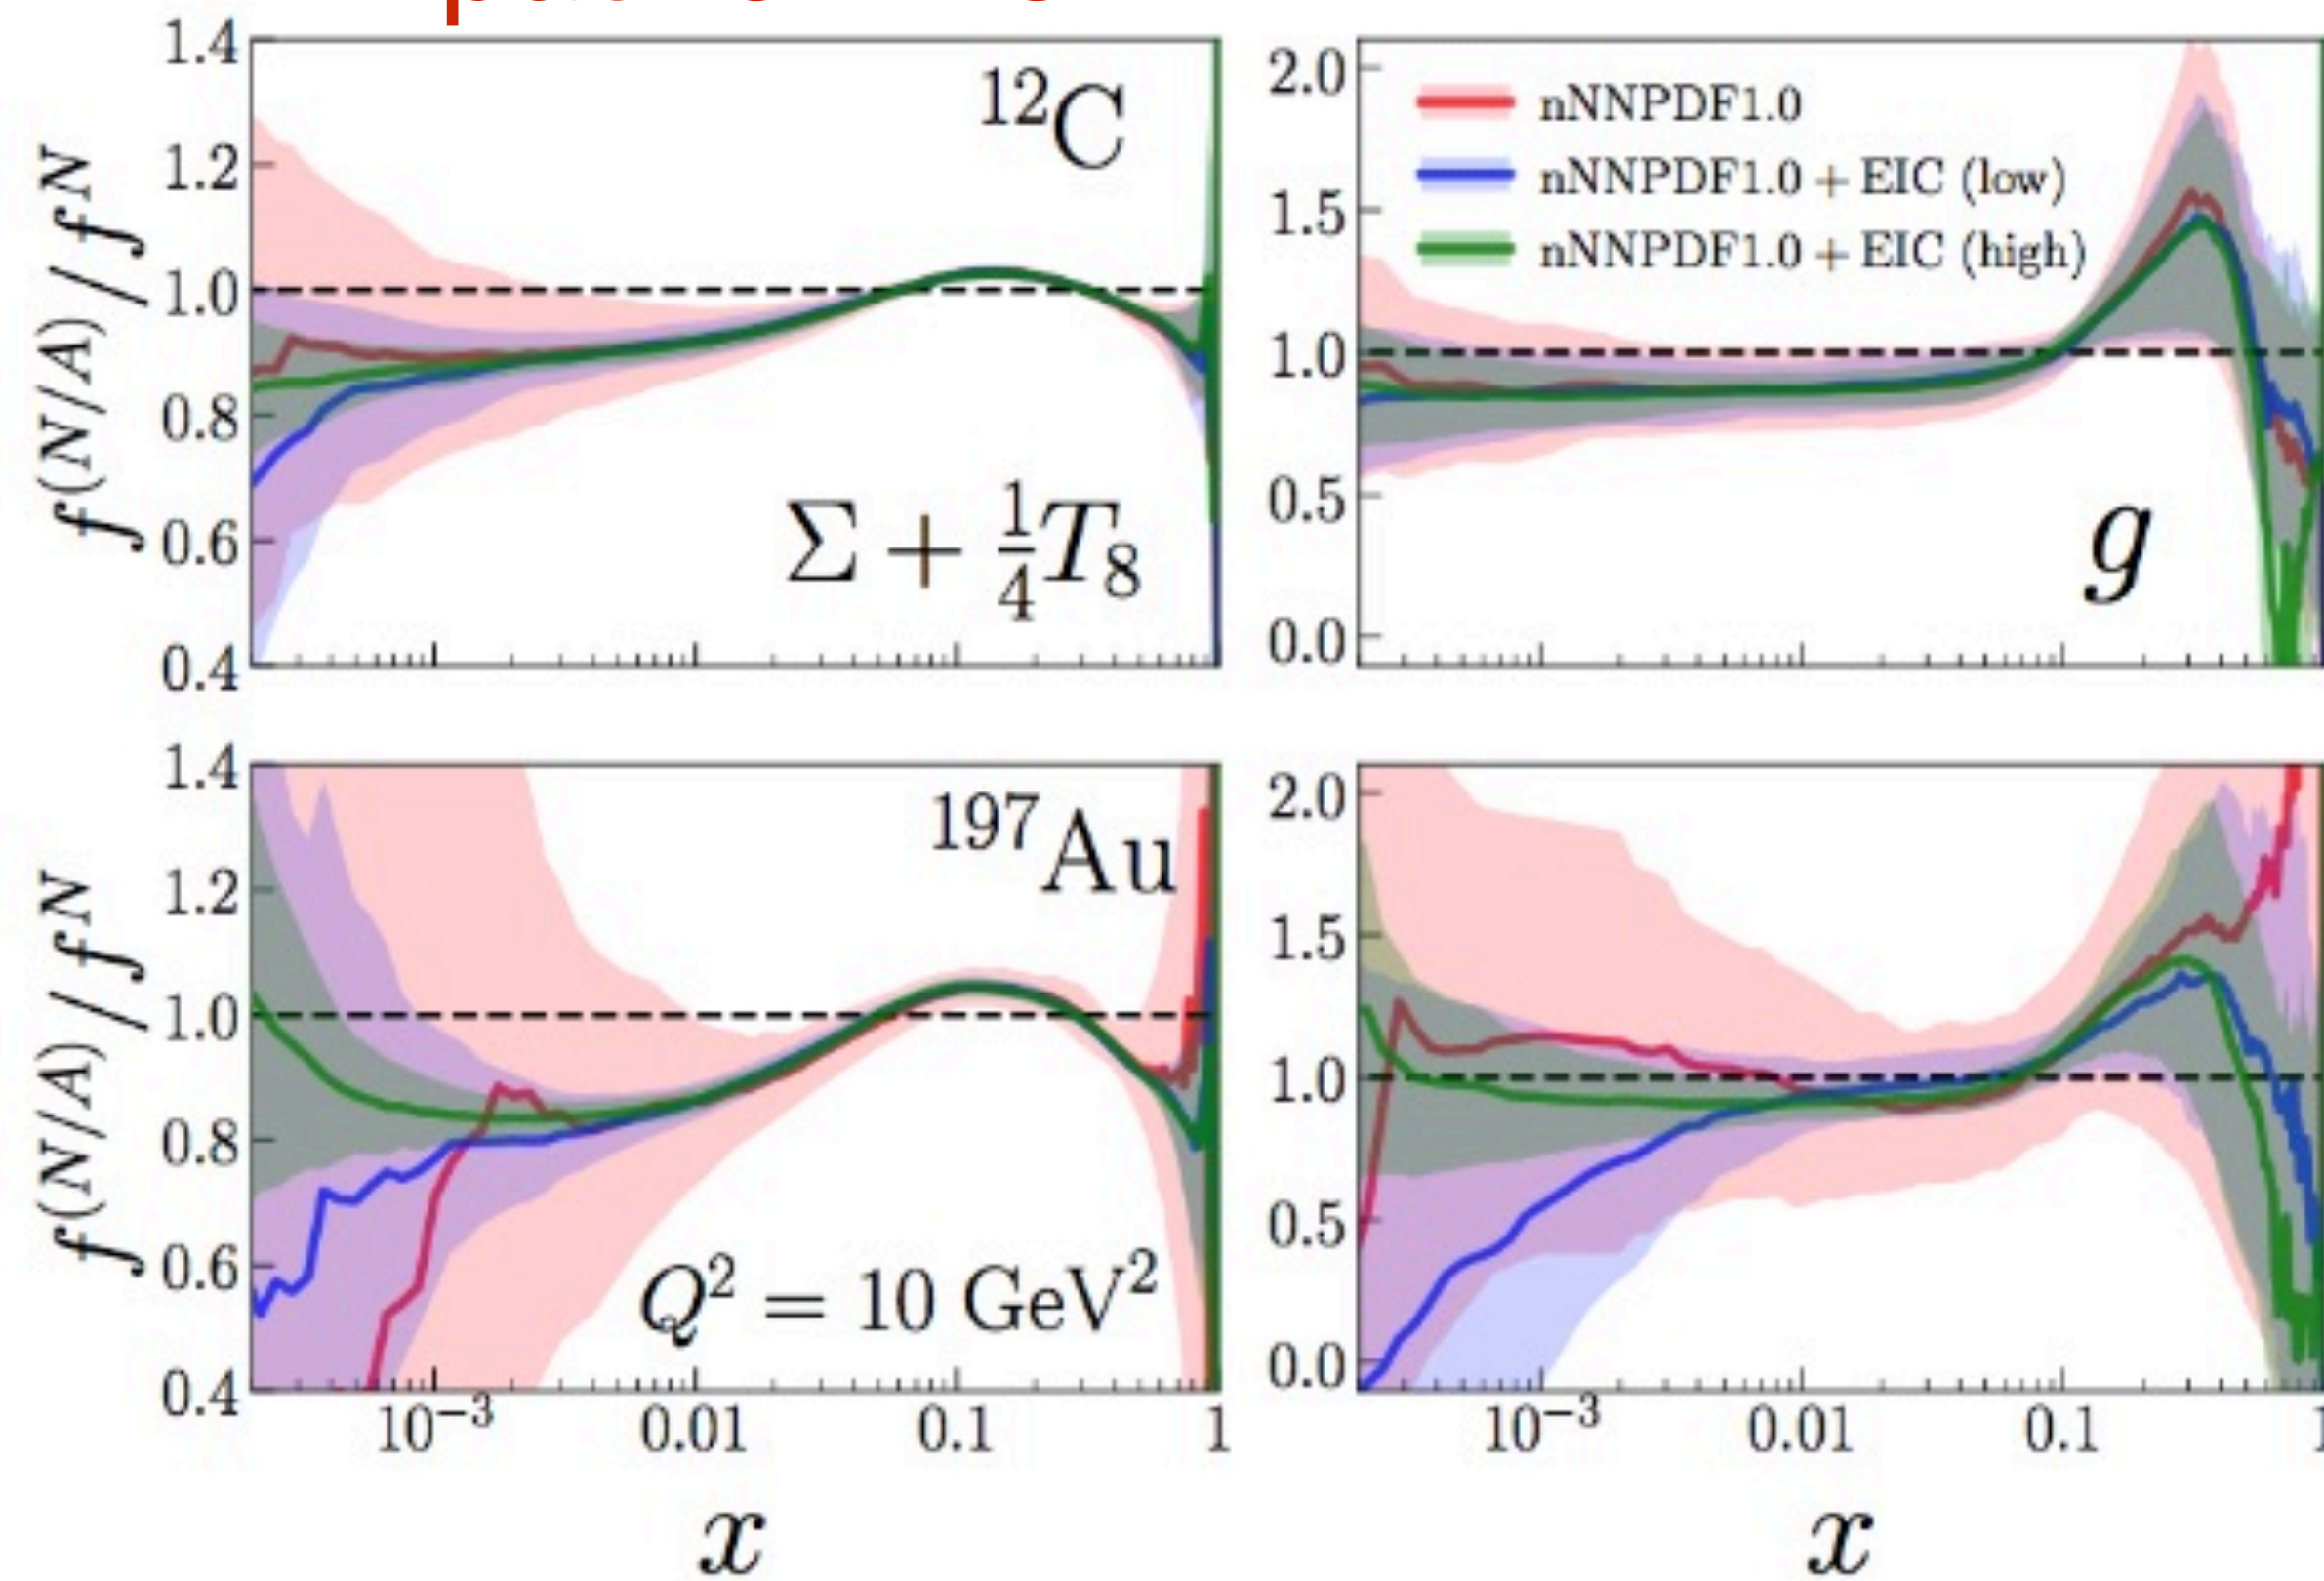 1.4
1.2
1.0
0.8
0.6
0.4
f^(N/A) / f^N
¹²C
Σ + ¼T₈
2.0
1.5
1.0
0.5
0.0
nNNPDF1.0
nNNPDF1.0 + EIC (low)
nNNPDF1.0 + EIC (high)
g
1.4
1.2
1.0
0.8
0.6
0.4
f^(N/A) / f^N
¹⁹⁷Au
Q² = 10 GeV²
10⁻³ 0.01 0.1 1
x
2.0
1.5
1.0
0.5
0.0
10⁻³ 0.01 0.1 1
x